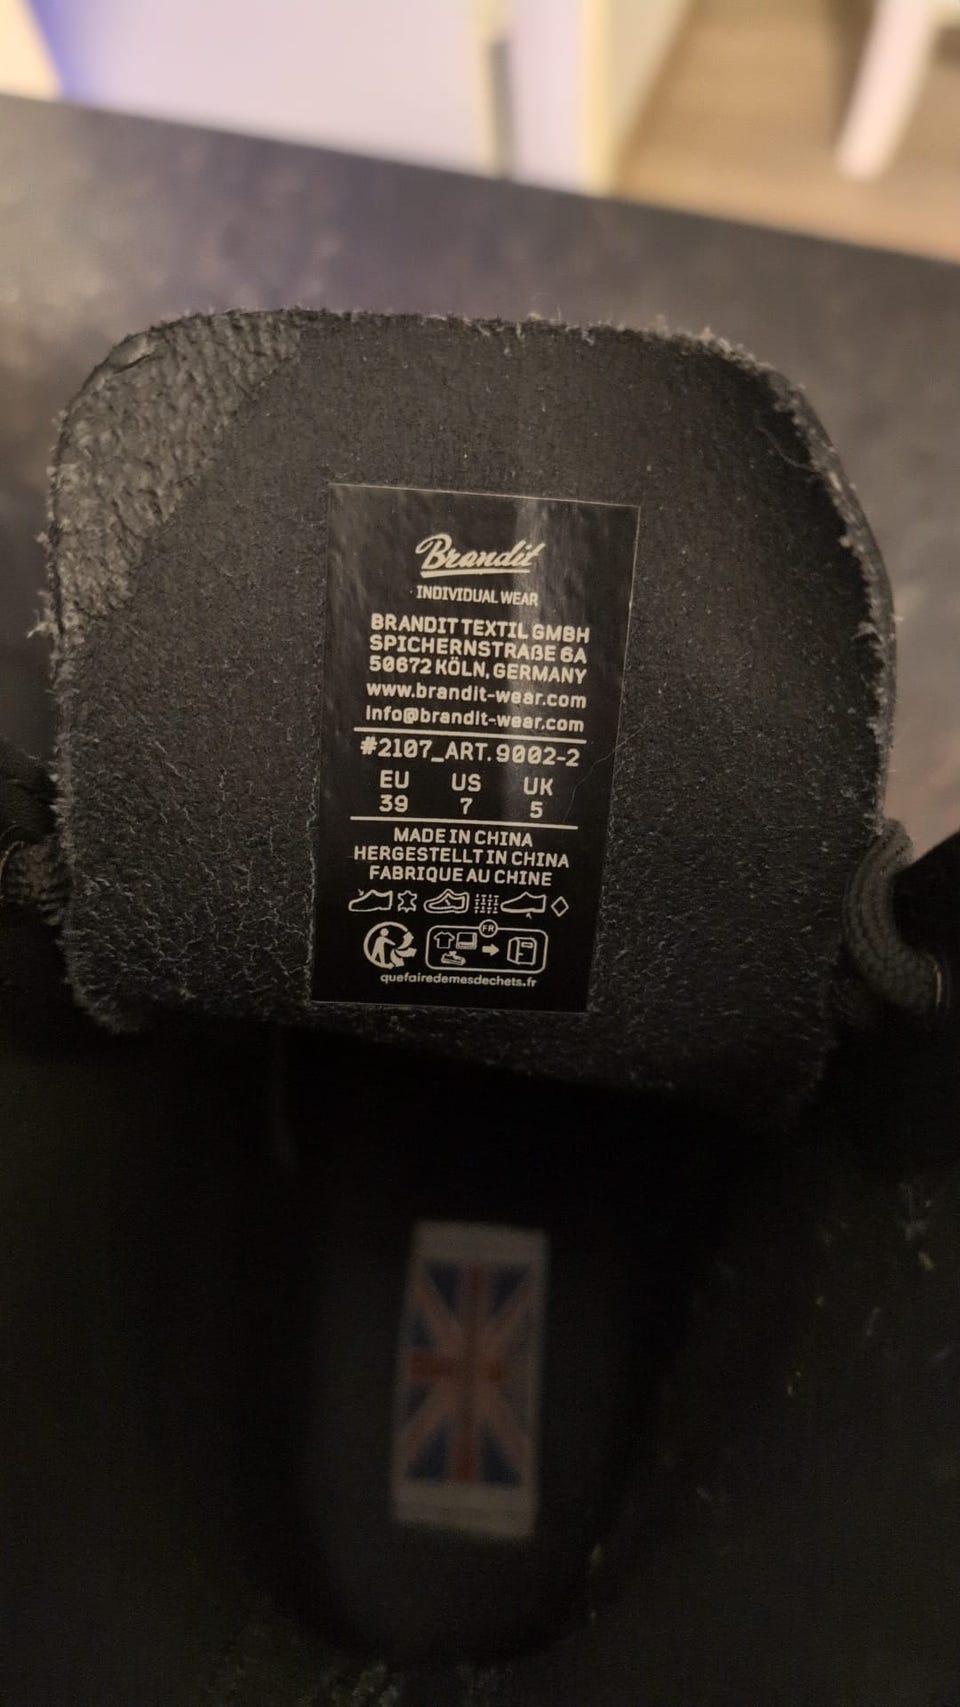 Brandit
INDIVIDUAL WEAR
BRANDIT TEXTIL GMBH
SPICHERNSTRAßE 6A
50672 KÖLN, GERMANY
www.brandit-wear.com
info@brandit-wear.com
#2107_ART. 9002-2
EU US UK
39 7 5
MADE IN CHINA
HERGESTELLT IN CHINA
FABRIQUE AU CHINE
FR
quefairedemesdechets.fr